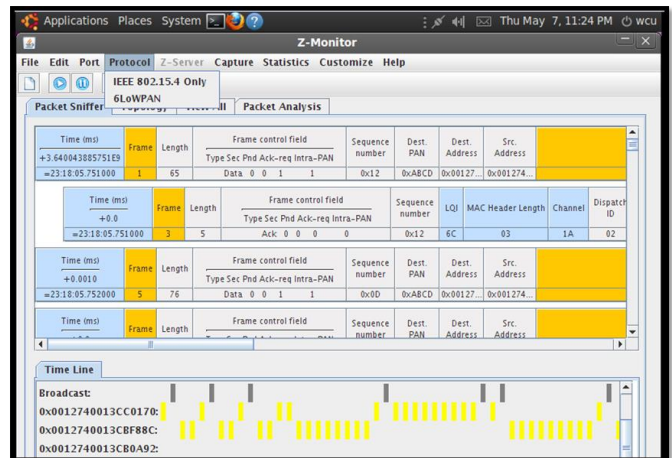 Applications Places System Thu May 7, 11:24 PM wcu
Z-Monitor
File Edit Port Protocol Z-Server Capture Statistics Customize Help
IEEE 802.15.4 Only
6LoWPAN
Packet Sniffer All Packet Analysis
Time (ms) Frame Length Frame control field Sequence number Dest. PAN Dest. Address Src. Address
+3.640043885751E9 Type Sec Pnd Ack-req Intra-PAN
=23:18:05.751000 1 65 Data 0 0 1 1 0x12 0xABCD 0x00127... 0x001274...
Time (ms) Frame Length Frame control field Sequence number LQI MAC Header Length Channel Dispatch ID
+0.0 Type Sec Pnd Ack-req Intra-PAN
=23:18:05.751000 3 5 Ack 0 0 0 0 0x12 6C 03 1A 02
Time (ms) Frame Length Frame control field Sequence number Dest. PAN Dest. Address Src. Address
+0.0010 Type Sec Pnd Ack-req Intra-PAN
=23:18:05.752000 5 76 Data 0 0 1 1 0x0D 0xABCD 0x00127... 0x001274...
Time (ms) Frame Length Frame control field Sequence number Dest. PAN Dest. Address Src. Address
Time Line
Broadcast:
0x0012740013CC0170:
0x0012740013CBF88C:
0x0012740013CB0A92: